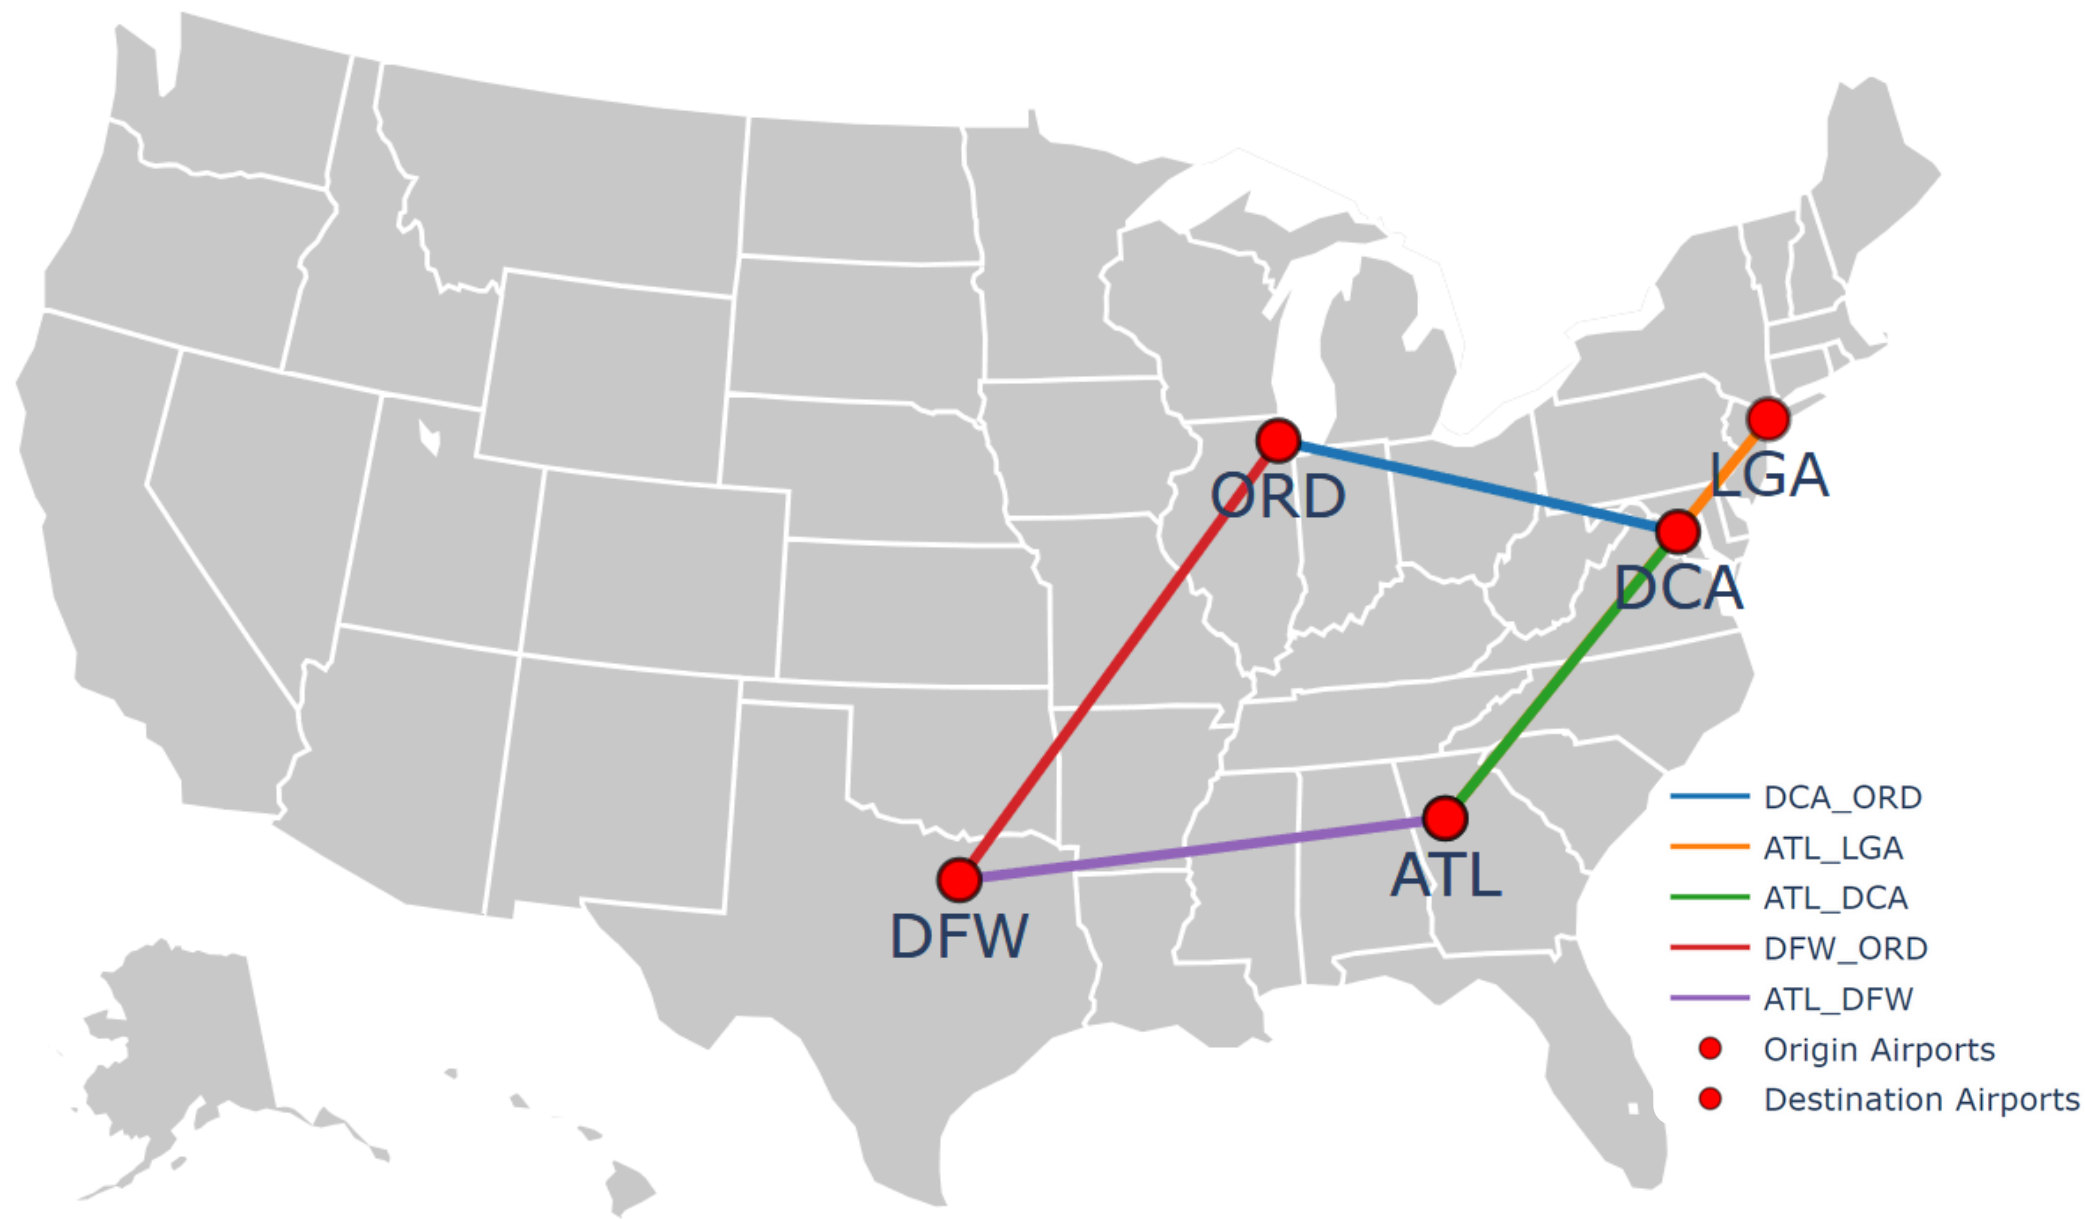 ORD
LGA
DCA
ATL
DFW
DCA_ORD
ATL_LGA
ATL_DCA
DFW_ORD
ATL_DFW
Origin Airports
Destination Airports